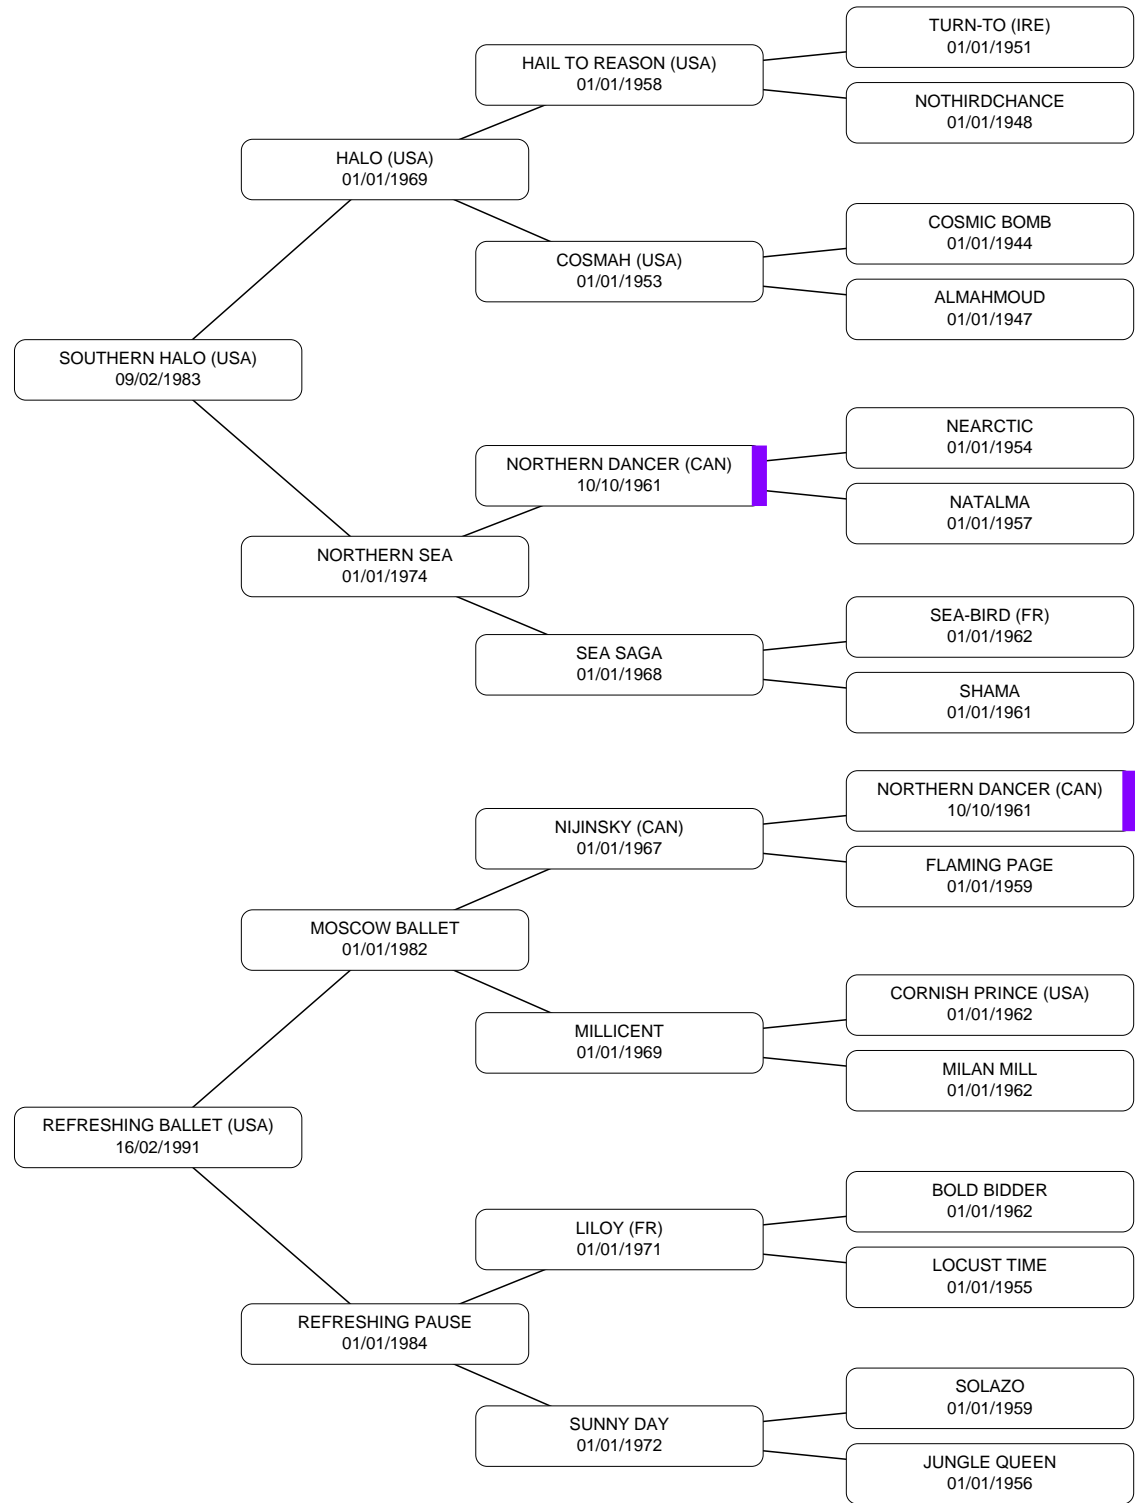 TURN-TO (IRE)
01/01/1951
HAIL TO REASON (USA)
01/01/1958
NOTHIRDCHANCE
01/01/1948
HALO (USA)
01/01/1969
COSMIC BOMB
01/01/1944
COSMAH (USA)
01/01/1953
ALMAHMOUD
01/01/1947
SOUTHERN HALO (USA)
09/02/1983
NEARCTIC
01/01/1954
NORTHERN DANCER (CAN)
10/10/1961
NATALMA
01/01/1957
NORTHERN SEA
01/01/1974
SEA-BIRD (FR)
01/01/1962
SEA SAGA
01/01/1968
SHAMA
01/01/1961
NORTHERN DANCER (CAN)
10/10/1961
NIJINSKY (CAN)
01/01/1967
FLAMING PAGE
01/01/1959
MOSCOW BALLET
01/01/1982
CORNISH PRINCE (USA)
01/01/1962
MILLICENT
01/01/1969
MILAN MILL
01/01/1962
REFRESHING BALLET (USA)
16/02/1991
BOLD BIDDER
01/01/1962
LILOY (FR)
01/01/1971
LOCUST TIME
01/01/1955
REFRESHING PAUSE
01/01/1984
SOLAZO
01/01/1959
SUNNY DAY
01/01/1972
JUNGLE QUEEN
01/01/1956